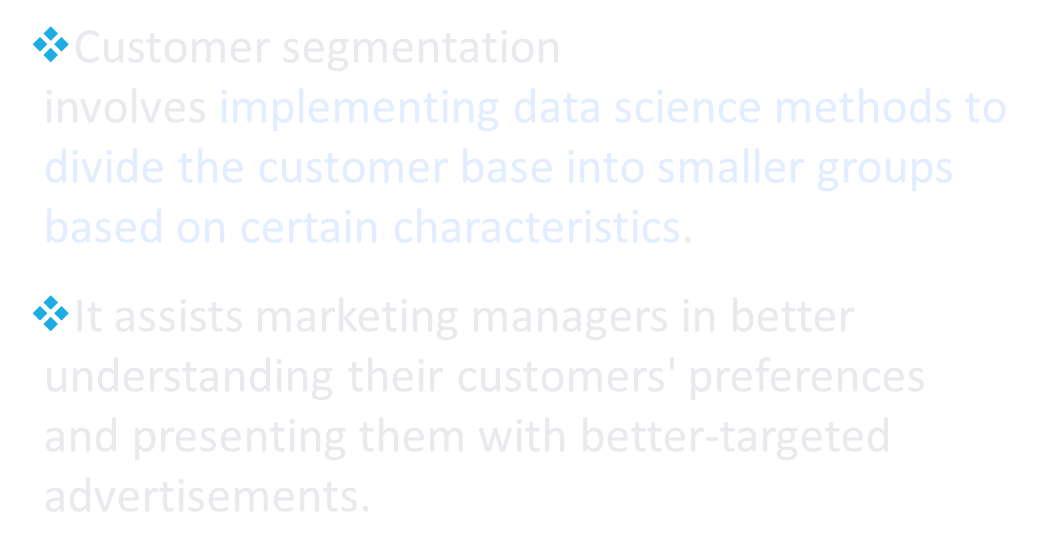 ❖Customer segmentation
involves implementing data science methods to
divide the customer base into smaller groups
based on certain characteristics.
❖It assists marketing managers in better
understanding their customers' preferences
and presenting them with better-targeted
advertisements.